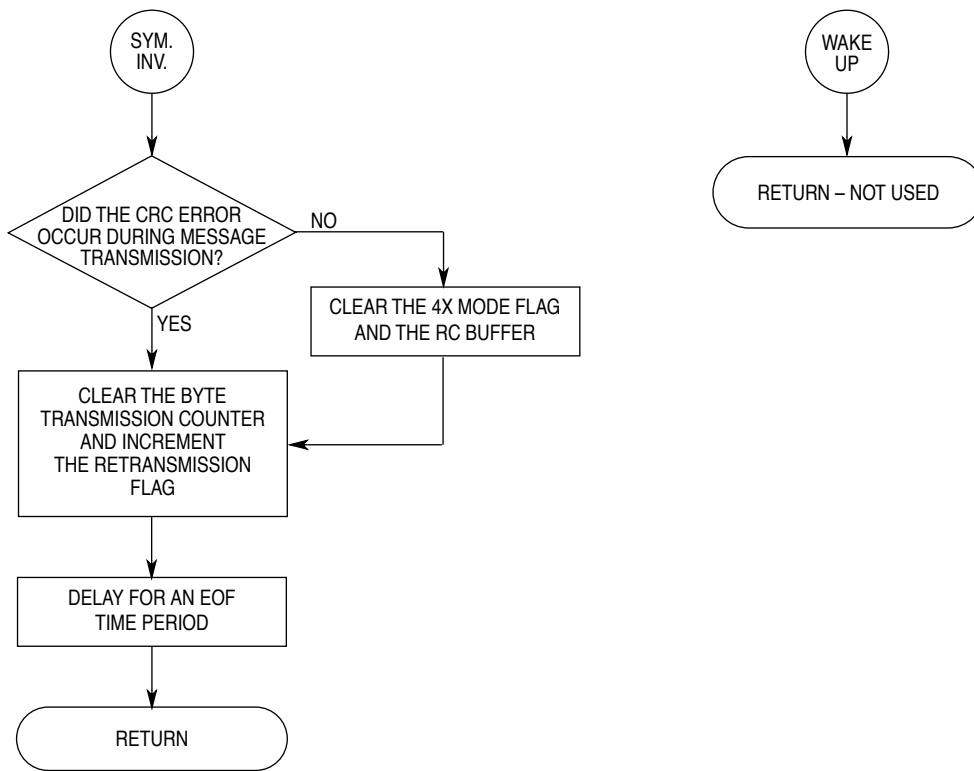 SYM.
INV.
DID THE CRC ERROR
OCCUR DURING MESSAGE
TRANSMISSION?
NO
YES
CLEAR THE 4X MODE FLAG
AND THE RC BUFFER
CLEAR THE BYTE
TRANSMISSION COUNTER
AND INCREMENT
THE RETRANSMISSION
FLAG
DELAY FOR AN EOF
TIME PERIOD
RETURN
WAKE
UP
RETURN – NOT USED